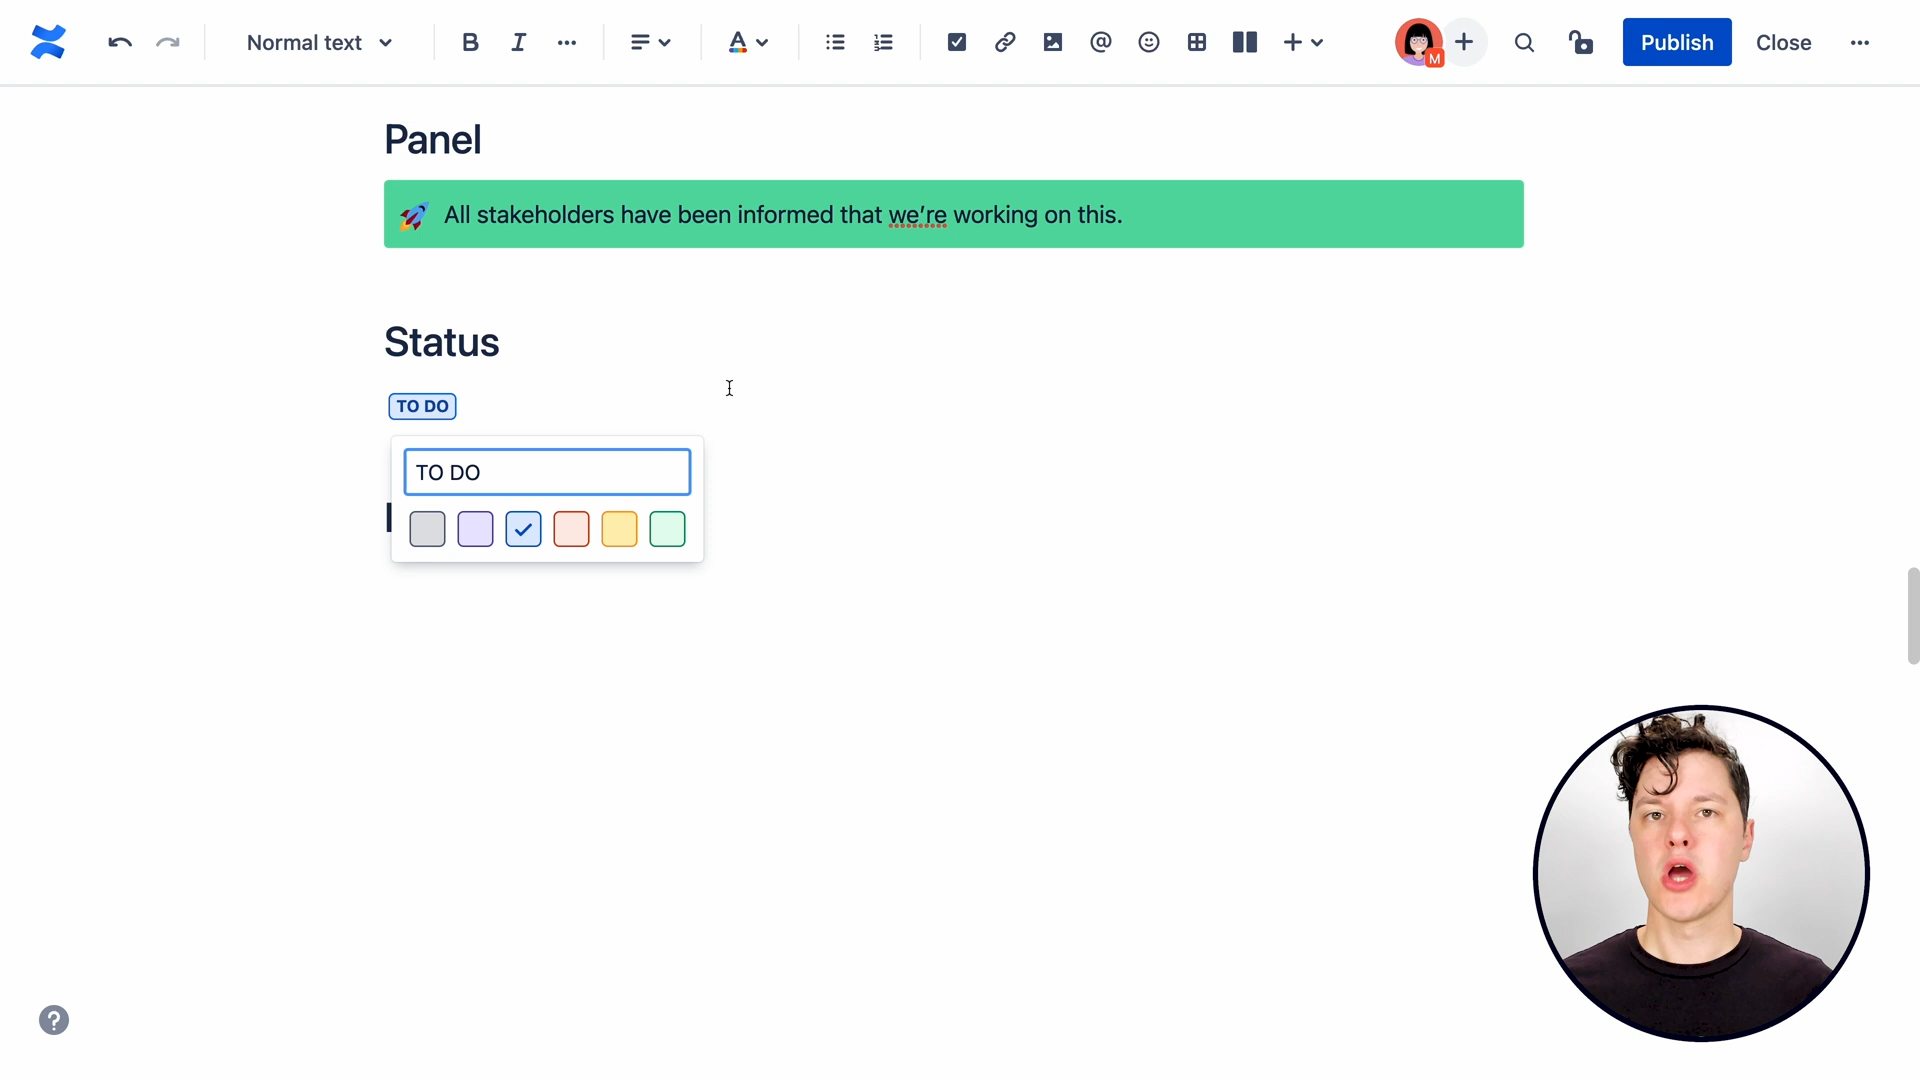 Normal text
B
I
A
@
M
Publish
Close
Panel
🚀 All stakeholders have been informed that we're working on this.
Status
TO DO
TO DO
?